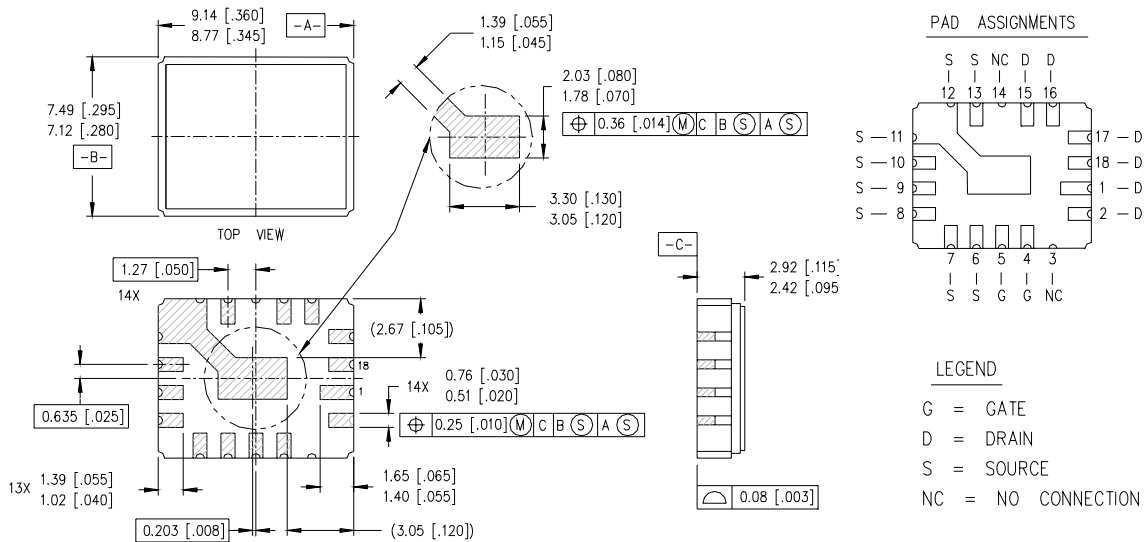 9.14 [.360]
8.77 [.345]
-A-
7.49 [.295]
7.12 [.280]
-B-
TOP VIEW
1.39 [.055]
1.15 [.045]
2.03 [.080]
1.78 [.070]
⌖ 0.36 [.014] Ⓜ C B Ⓢ A Ⓢ
3.30 [.130]
3.05 [.120]
PAD ASSIGNMENTS
S S NC D D
12 13 14 15 16
S — 11
S — 10
S — 9
S — 8
17 — D
18 — D
1 — D
2 — D
7 6 5 4 3
S S G G NC
1.27 [.050]
14X
(2.67 [.105])
18
1
0.635 [.025]
14X
0.76 [.030]
0.51 [.020]
⌖ 0.25 [.010] Ⓜ C B Ⓢ A Ⓢ
13X
1.39 [.055]
1.02 [.040]
1.65 [.065]
1.40 [.055]
0.203 [.008]
(3.05 [.120])
-C-
2.92 [.115]
2.42 [.095
0.08 [.003]
LEGEND
G = GATE
D = DRAIN
S = SOURCE
NC = NO CONNECTION